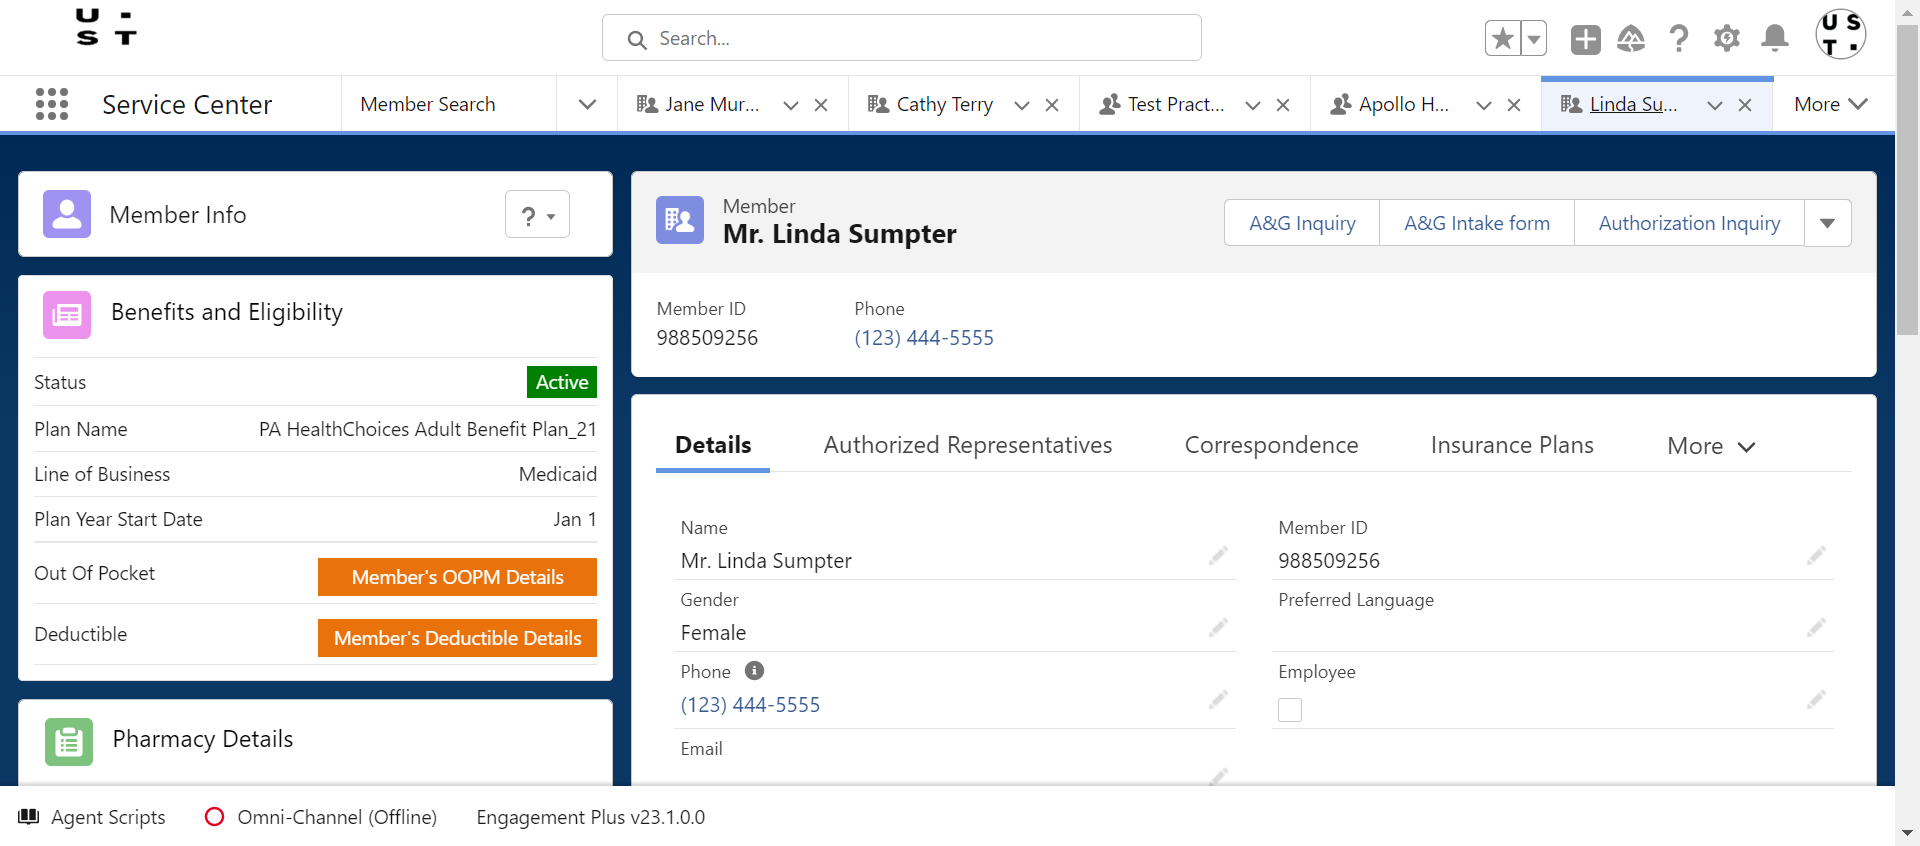 U -
S T
Search...
U S
T .
Service Center
Member Search
Jane Mur...
Cathy Terry
Test Pract...
Apollo H...
Linda Su...
More
Member Info
?
Member
Mr. Linda Sumpter
A&G Inquiry
A&G Intake form
Authorization Inquiry
Member ID
988509256
Phone
(123) 444-5555
Benefits and Eligibility
Status
Active
Plan Name
PA HealthChoices Adult Benefit Plan_21
Line of Business
Medicaid
Plan Year Start Date
Jan 1
Out Of Pocket
Member's OOPM Details
Deductible
Member's Deductible Details
Pharmacy Details
Details
Authorized Representatives
Correspondence
Insurance Plans
More
Name
Mr. Linda Sumpter
Member ID
988509256
Gender
Female
Preferred Language
Phone
(123) 444-5555
Employee
Email
Agent Scripts
Omni-Channel (Offline)
Engagement Plus v23.1.0.0